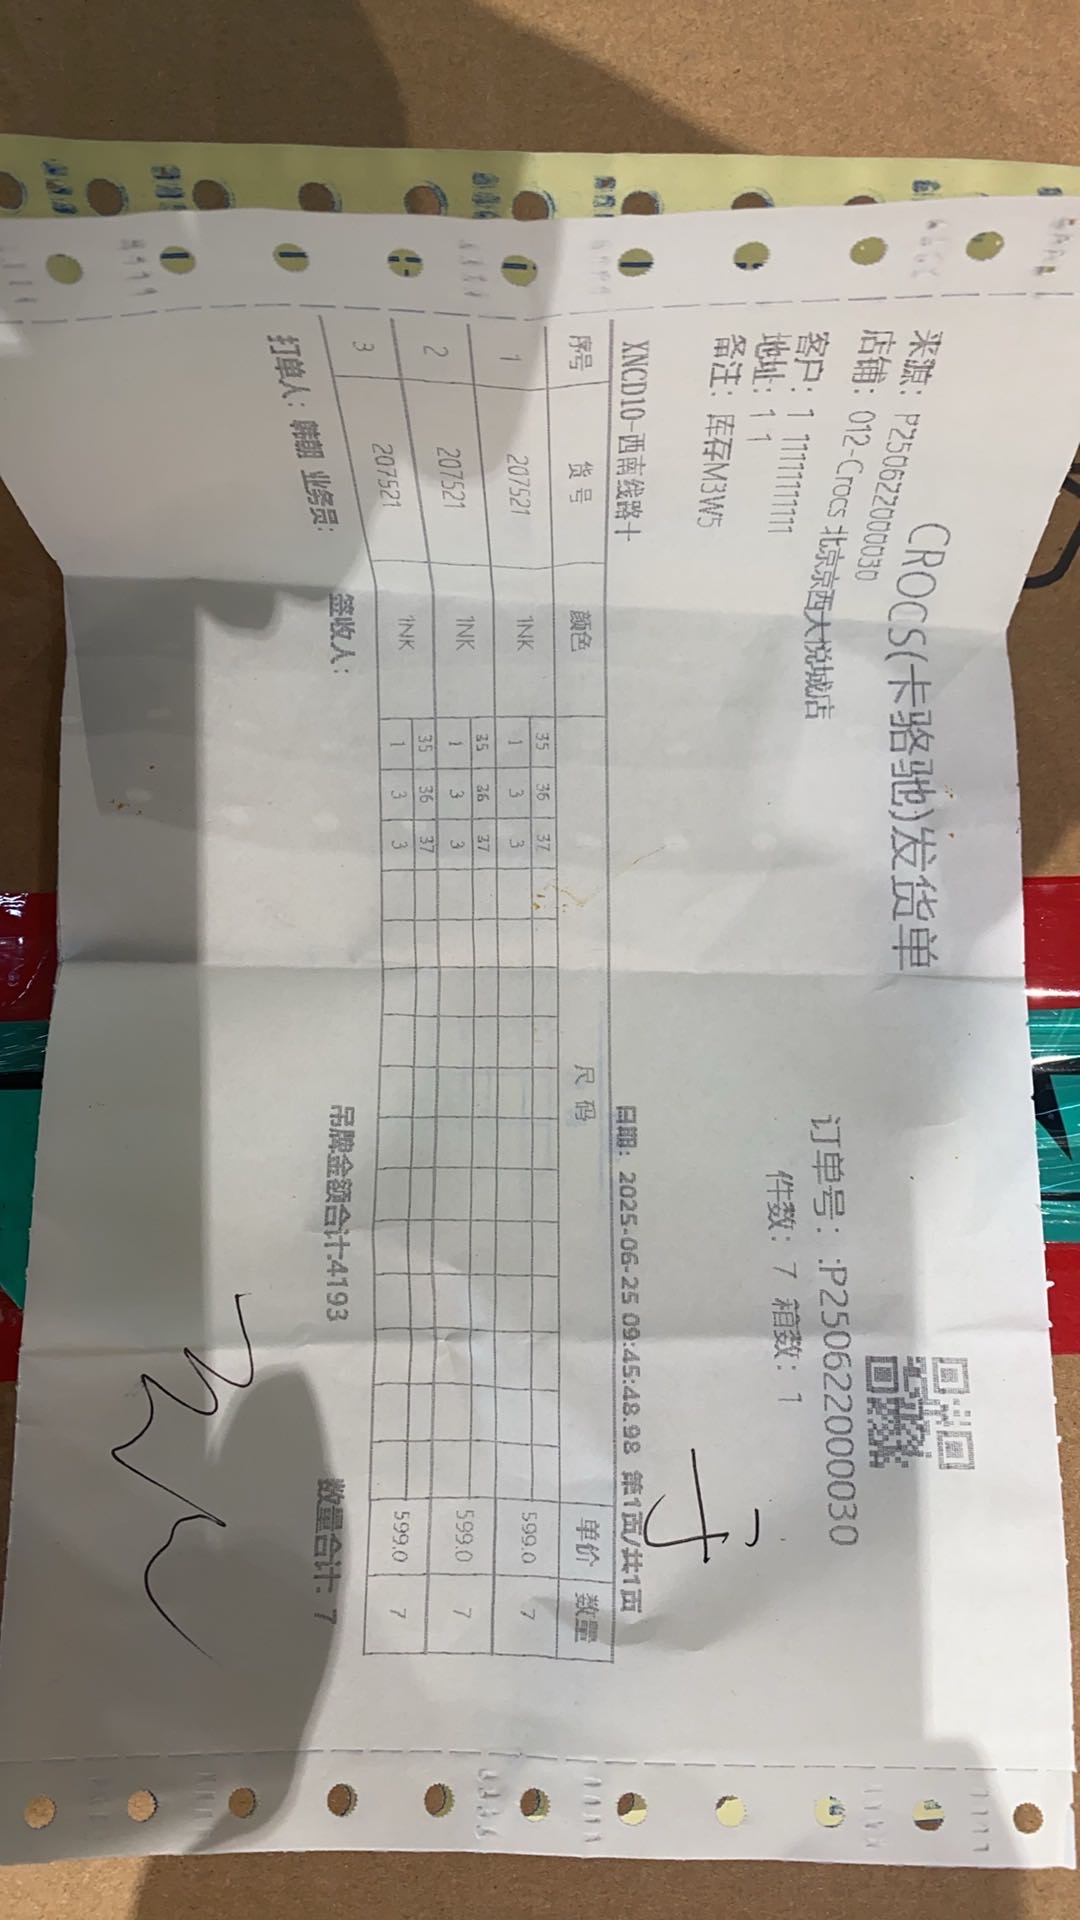 CROCS(卡骆驰)发货单
来源: P250622000030
店铺: 012-Crocs 北京京西大悦城店
订单号: :P250622000030
客户: 1 1111111111
件数: 7 箱数: 1
地址: 1 1
备注: 库存M3W5
XNCD10-西南线路十 日期: 2025-06-25 09:45:48.98 第1页/共1页
序号 货号 颜色 尺码 单价 数量
35 36 37
1 207521 1NK 1 3 3 599.0 7
35 36 37
2 207521 1NK 1 3 3 599.0 7
35 36 37
3 207521 1NK 1 3 3 599.0 7
打单人: 业务员: 签收人: 吊牌金额合计:4193 数量合计: 7